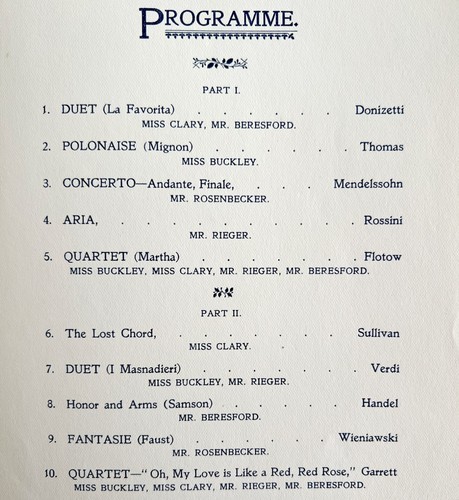 PROGRAMME.
PART I.
1. DUET (La Favorita) . . . . . . Donizetti
MISS CLARY, MR. BERESFORD.
2. POLONAISE (Mignon) . . . . . . Thomas
MISS BUCKLEY.
3. CONCERTO—Andante, Finale, . . . Mendelssohn
MR. ROSENBECKER.
4. ARIA, . . . . . . . . . . Rossini
MR. RIEGER.
5. QUARTET (Martha) . . . . . . . Flotow
MISS BUCKLEY, MISS CLARY, MR. RIEGER, MR. BERESFORD.
PART II.
6. The Lost Chord, . . . . . . Sullivan
MISS CLARY.
7. DUET (I Masnadieri) . . . . . . . Verdi
MISS BUCKLEY, MR. RIEGER.
8. Honor and Arms (Samson) . . . . . Handel
MR. BERESFORD.
9. FANTASIE (Faust) . . . . . Wieniawski
MR. ROSENBECKER.
10. QUARTET—“Oh, My Love is Like a Red, Red Rose,” Garrett
MISS BUCKLEY, MISS CLARY, MR. RIEGER, MR. BERESFORD.